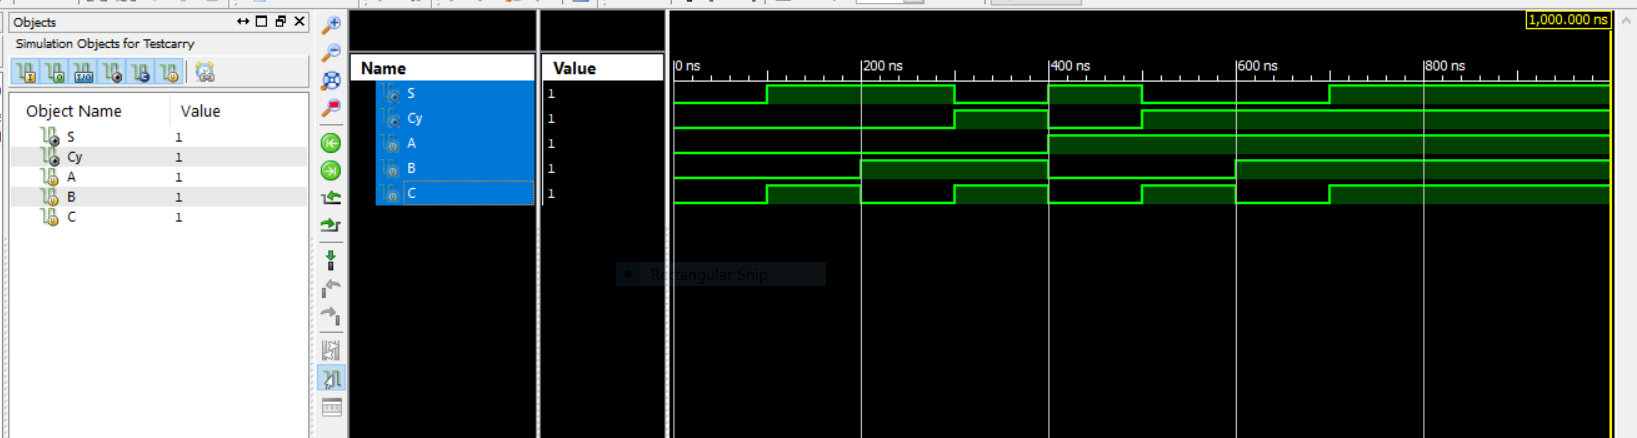 Objects
Simulation Objects for Testcarry
Object Name Value
S 1
Cy 1
A 1
B 1
C 1
Name Value
S 1
Cy 1
A 1
B 1
C 1
1,000.000 ns
0 ns 200 ns 400 ns 600 ns 800 ns
Rectangular Snip